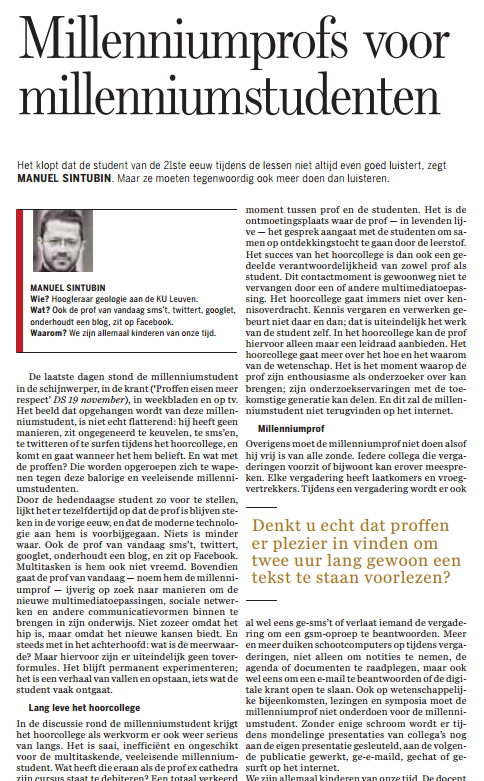 Millenniumprofs voor
millenniumstudenten
Het klopt dat de student van de 21ste eeuw tijdens de lessen niet altijd even goed luistert, zegt
MANUEL SINTUBIN. Maar ze moeten tegenwoordig ook meer doen dan luisteren.
MANUEL SINTUBIN
Wie? Hoogleraar geologie aan de KU Leuven.
Wat? Ook de prof van vandaag sms't, twittert, googlet,
onderhoudt een blog, zit op Facebook.
Waarom? We zijn allemaal kinderen van onze tijd.
De laatste dagen stond de millenniumstudent
in de schijnwerper, in de krant ('Proffen eisen meer
respect' DS 19 november), in weekbladen en op tv.
Het beeld dat opgehangen wordt van deze millen-
niumstudent, is niet echt flatterend: hij heeft geen
manieren, zit ongegeneerd te keuvelen, te sms'en,
te twitteren of te surfen tijdens het hoorcollege, en
komt en gaat wanneer het hem belieft. En wat met
de proffen? Die worden opgeroepen zich te wape-
nen tegen deze balorige en veeleisende millenni-
umstudenten.
Door de hedendaagse student zo voor te stellen,
lijkt het er tezelfdertijd op dat de prof is blijven ste-
ken in de vorige eeuw, en dat de moderne technolo-
gie aan hem is voorbijgegaan. Niets is minder
waar. Ook de prof van vandaag sms't, twittert,
googlet, onderhoudt een blog, en zit op Facebook.
Multitasken is hem ook niet vreemd. Bovendien
gaat de prof van vandaag — noem hem de millenni-
umprof — ijverig op zoek naar manieren om de
nieuwe multimediatoepassingen, sociale netwer-
ken en andere communicatievormen binnen te
brengen in zijn onderwijs. Niet zozeer omdat het
hip is, maar omdat het nieuwe kansen biedt. En
steeds met in het achterhoofd: wat is de meerwaar-
de? Maar hiervoor zijn er uiteindelijk geen tover-
formules. Het blijft permanent experimenteren;
het is een verhaal van vallen en opstaan, iets wat de
student vaak ontgaat.
Lang leve het hoorcollege
In de discussie rond de millenniumstudent krijgt
het hoorcollege als werkvorm er ook weer serieus
van langs. Het is saai, inefficiënt en ongeschikt
voor de multitaskende, veeleisende millennium-
student. Wat heeft die eraan als de prof ex cathedra
zijn cursus staat te debiteren? Een totaal verkeerd
moment tussen prof en de studenten. Het is de
ontmoetingsplaats waar de prof — in levenden lij-
ve — het gesprek aangaat met de studenten om sa-
men op ontdekkingstocht te gaan door de leerstof.
Het succes van het hoorcollege is dan ook een ge-
deelde verantwoordelijkheid van zowel prof als
student. Dit contactmoment is gewoonweg niet te
vervangen door een of andere multimediatoepas-
sing. Het hoorcollege gaat immers niet over ken-
nisoverdracht. Kennis vergaren en verwerken ge-
beurt niet daar en dan; dat is uiteindelijk het werk
van de student zelf. In het hoorcollege kan de prof
hiervoor alleen maar een leidraad aanbieden. Het
hoorcollege gaat meer over het hoe en het waarom
van de wetenschap. Het is het moment waarop de
prof zijn enthousiasme als onderzoeker over kan
brengen; zijn onderzoekservaringen met de toe-
komstige generatie kan delen. En dit zal de millen-
niumstudent niet terugvinden op het internet.
Millenniumprof
Overigens moet de millenniumprof niet doen alsof
hij vrij is van alle zonde. Iedere collega die verga-
deringen voorzit of bijwoont kan erover meespre-
ken. Elke vergadering heeft laatkomers en vroeg-
vertrekkers. Tijdens een vergadering wordt er ook
Denkt u echt dat proffen
er plezier in vinden om
twee uur lang gewoon een
tekst te staan voorlezen?
al wel eens ge-sms't of verlaat iemand de vergade-
ring om een gsm-oproep te beantwoorden. Meer
en meer duiken schootcomputers op tijdens verga-
deringen, niet alleen om notities te nemen, de
agenda of documenten te raadplegen, maar ook
wel eens om een e-mail te beantwoorden of de digi-
tale krant open te slaan. Ook op wetenschappelij-
ke bijeenkomsten, lezingen en symposia moet de
millenniumprof niet onderdoen voor de millenni-
umstudent. Zonder enige schroom wordt er tij-
dens mondelinge presentaties van collega's nog
aan de eigen presentatie gesleuteld, aan de volgen-
de publicatie gewerkt, ge-e-maild, gechat of ge-
surft op het internet.
We zijn allemaal kinderen van onze tijd. De docent